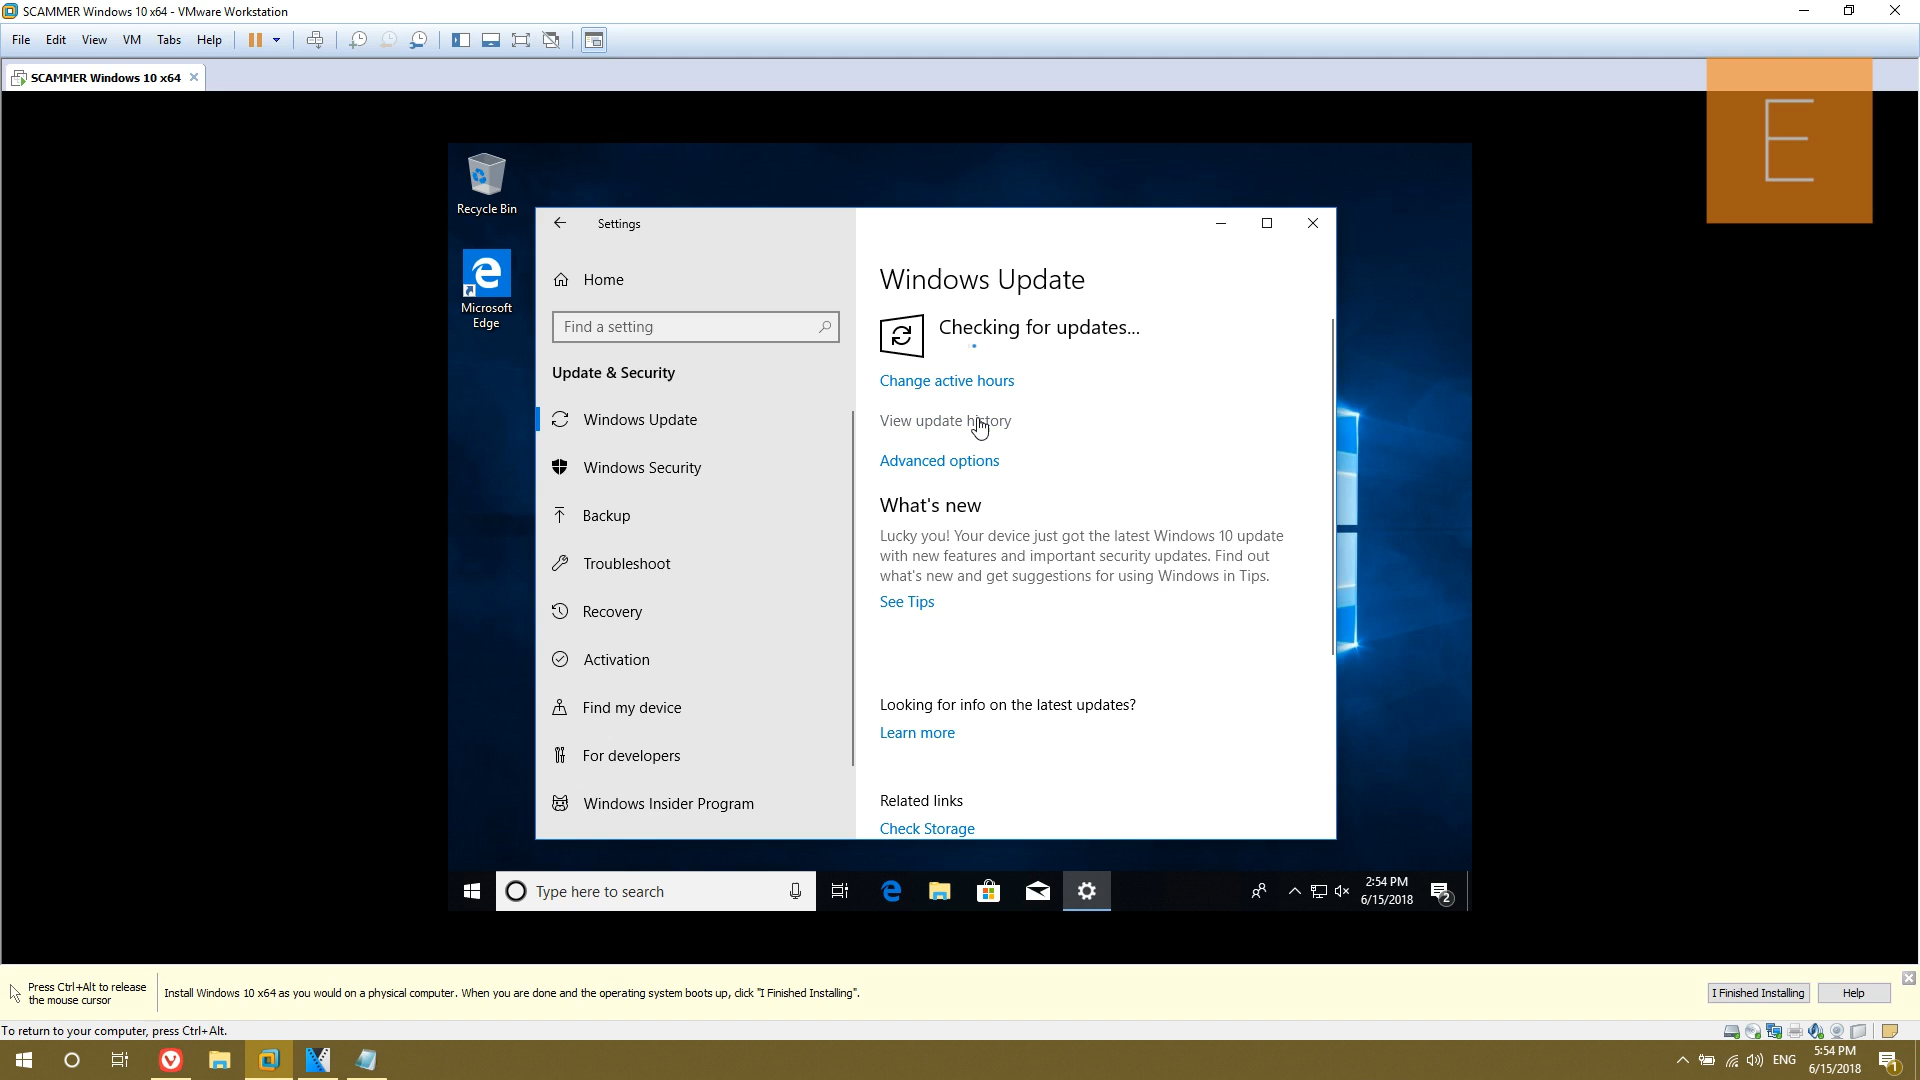 SCAMMER Windows 10 x64 - VMware Workstation
File Edit View VM Tabs Help
SCAMMER Windows 10 x64
E
Recycle Bin
Microsoft
Edge
Settings
Home
Find a setting
Update & Security
Windows Update
Windows Security
Backup
Troubleshoot
Recovery
Activation
Find my device
For developers
Windows Insider Program
Windows Update
Checking for updates...
Change active hours
View update history
Advanced options
What's new
Lucky you! Your device just got the latest Windows 10 update
with new features and important security updates. Find out
what's new and get suggestions for using Windows in Tips.
See Tips
Looking for info on the latest updates?
Learn more
Related links
Check Storage
Type here to search
2:54 PM
6/15/2018
2
Press Ctrl+Alt to release
the mouse cursor
Install Windows 10 x64 as you would on a physical computer. When you are done and the operating system boots up, click "I Finished Installing".
I Finished Installing
Help
To return to your computer, press Ctrl+Alt.
ENG
5:54 PM
6/15/2018
1